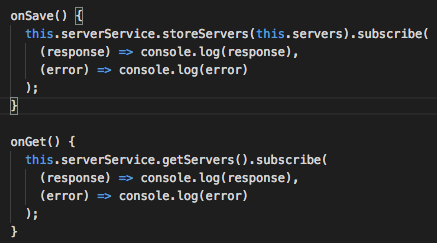 onSave() {
  this.serverService.storeServers(this.servers).subscribe(
    (response) => console.log(response),
    (error) => console.log(error)
  );
}

onGet() {
  this.serverService.getServers().subscribe(
    (response) => console.log(response),
    (error) => console.log(error)
  );
}